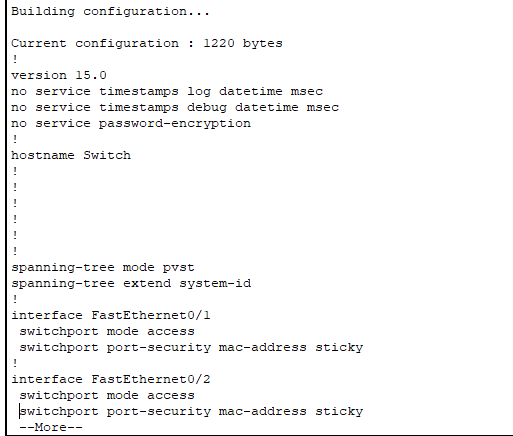 Building configuration...
Current configuration : 1220 bytes
!
version 15.0
no service timestamps log datetime msec
no service timestamps debug datetime msec
no service password-encryption
!
hostname Switch
!
!
!
!
!
!
spanning-tree mode pvst
spanning-tree extend system-id
!
interface FastEthernet0/1
 switchport mode access
 switchport port-security mac-address sticky
!
interface FastEthernet0/2
 switchport mode access
 switchport port-security mac-address sticky
 --More--